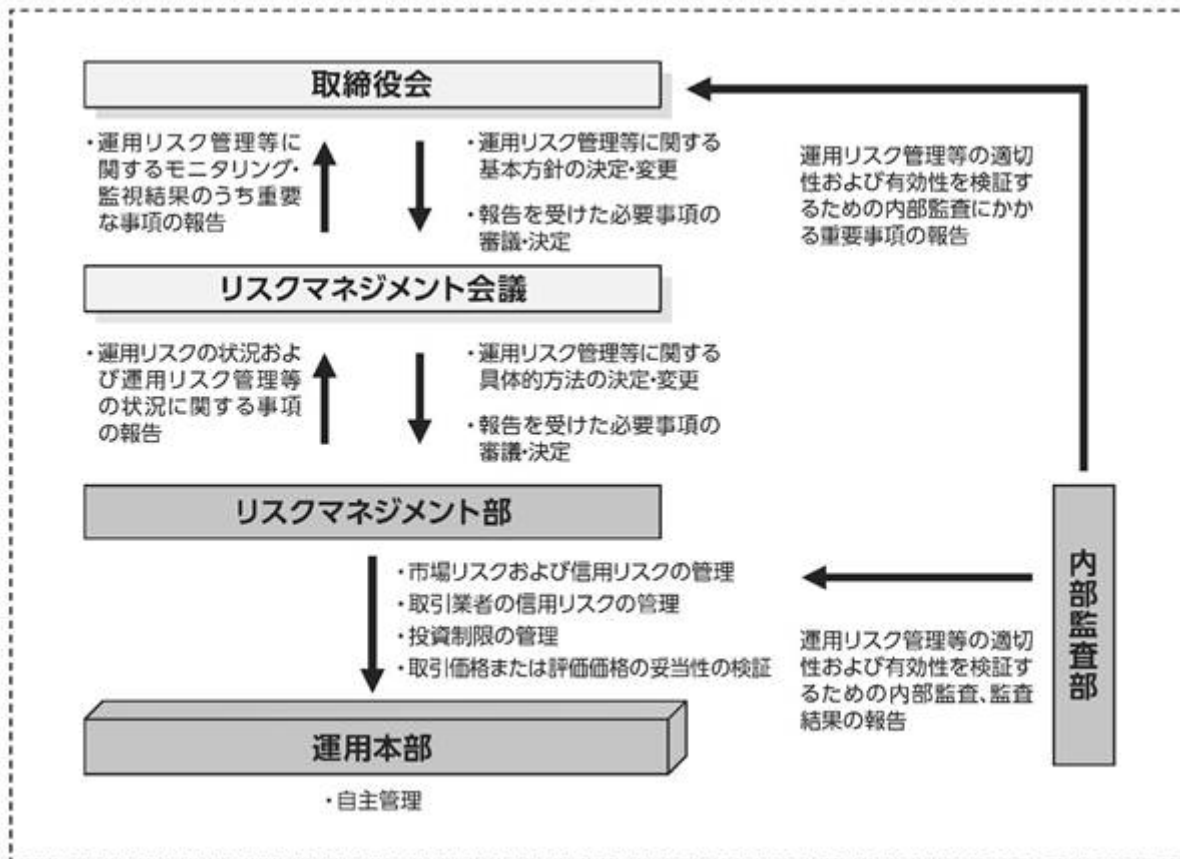 取締役会
・運用リスク管理等に
関するモニタリング・
監視結果のうち重要
な事項の報告
・運用リスク管理等に関する
基本方針の決定・変更
・報告を受けた必要事項の
審議・決定
運用リスク管理等の適切
性および有効性を検証す
るための内部監査にかか
る重要事項の報告
リスクマネジメント会議
・運用リスクの状況およ
び運用リスク管理等
の状況に関する事項
の報告
・運用リスク管理等に関する
具体的方法の決定・変更
・報告を受けた必要事項の
審議・決定
リスクマネジメント部
・市場リスクおよび信用リスクの管理
・取引業者の信用リスクの管理
・投資制限の管理
・取引価格または評価価格の妥当性の検証
運用リスク管理等の適切
性および有効性を検証す
るための内部監査、監査
結果の報告
内部監査部
運用本部
・自主管理